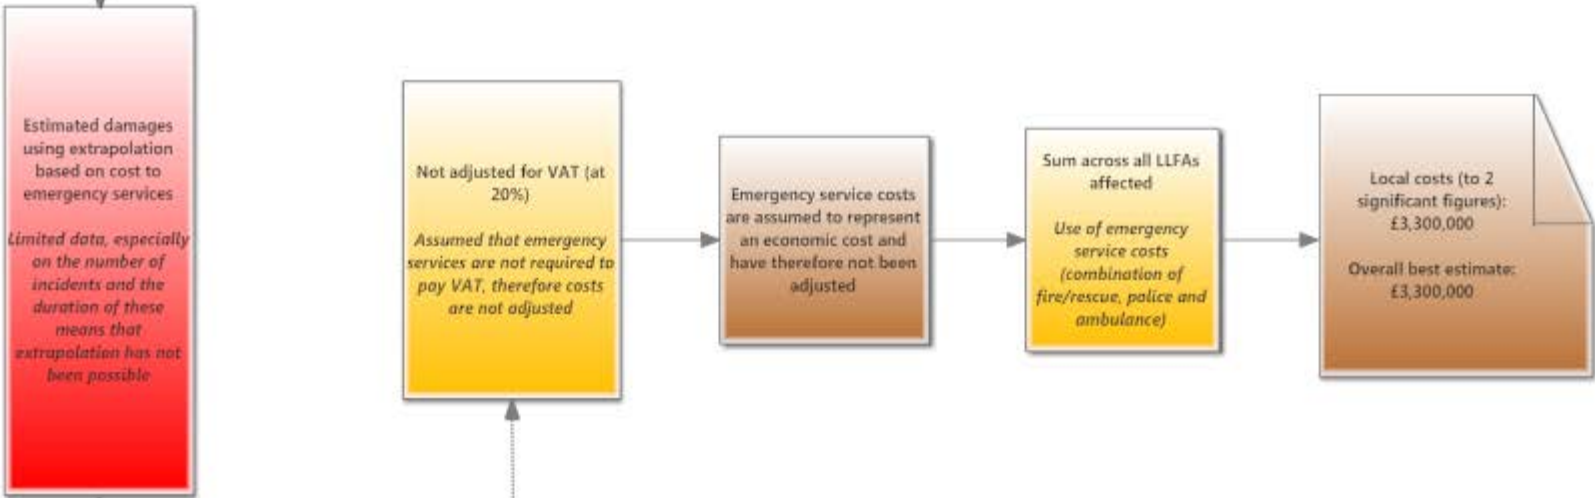 Estimated damages
using extrapolation
based on cost to
emergency services
Limited data, especially
on the number of
incidents and the
duration of these
means that
extrapolation has not
been possible
Not adjusted for VAT (at
20%)
Assumed that emergency
services are not required to
pay VAT, therefore costs
are not adjusted
Emergency service costs
are assumed to represent
an economic cost and
have therefore not been
adjusted
Sum across all LLFAs
affected
Use of emergency
service costs
(combination of
fire/rescue, police and
ambulance)
Local costs (to 2
significant figures):
£3,300,000
Overall best estimate:
£3,300,000